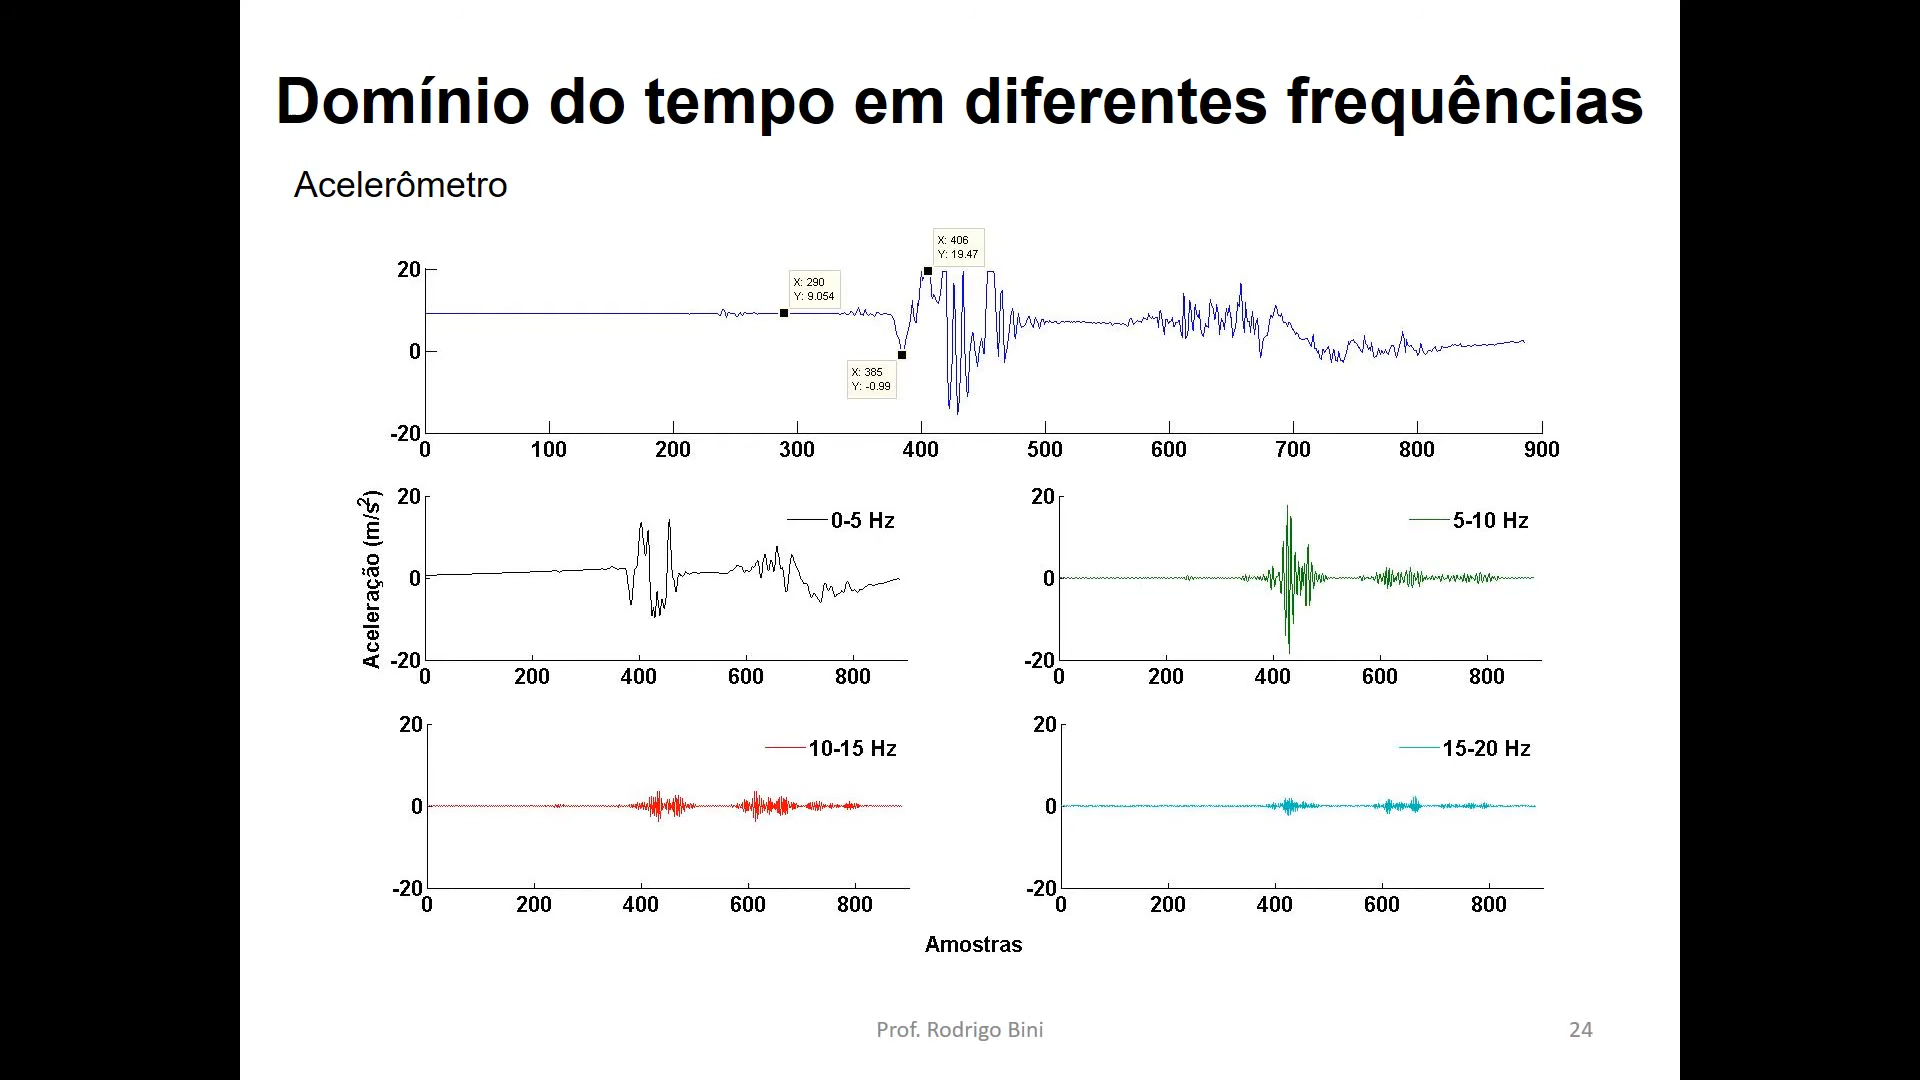 Domínio do tempo em diferentes frequências
Acelerômetro
X: 406
Y: 19.47
X: 290
Y: 9.054
X: 385
Y: -0.99
20
0
-20
0 100 200 300 400 500 600 700 800 900
Aceleração (m/s²)
20
0
-20
0-5 Hz
0 200 400 600 800
20
0
-20
5-10 Hz
0 200 400 600 800
20
0
-20
10-15 Hz
0 200 400 600 800
20
0
-20
15-20 Hz
0 200 400 600 800
Amostras
Prof. Rodrigo Bini
24